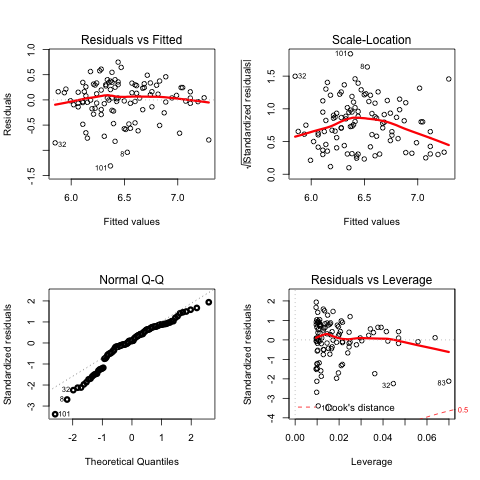 Residuals vs Fitted
Residuals
1.0
0.5
0.0
-0.5
-1.5
32
8
101
6.0 6.5 7.0
Fitted values
Scale-Location
√|Standardized residuals|
1.5
1.0
0.5
0.0
101
8
32
6.0 6.5 7.0
Fitted values
Normal Q-Q
Standardized residuals
2
1
0
-1
-2
-3
32
8
101
-2 -1 0 1 2
Theoretical Quantiles
Residuals vs Leverage
Standardized residuals
2
1
0
-1
-2
-3
-4
32
83
Cook's distance
0.5
0.00 0.02 0.04 0.06
Leverage